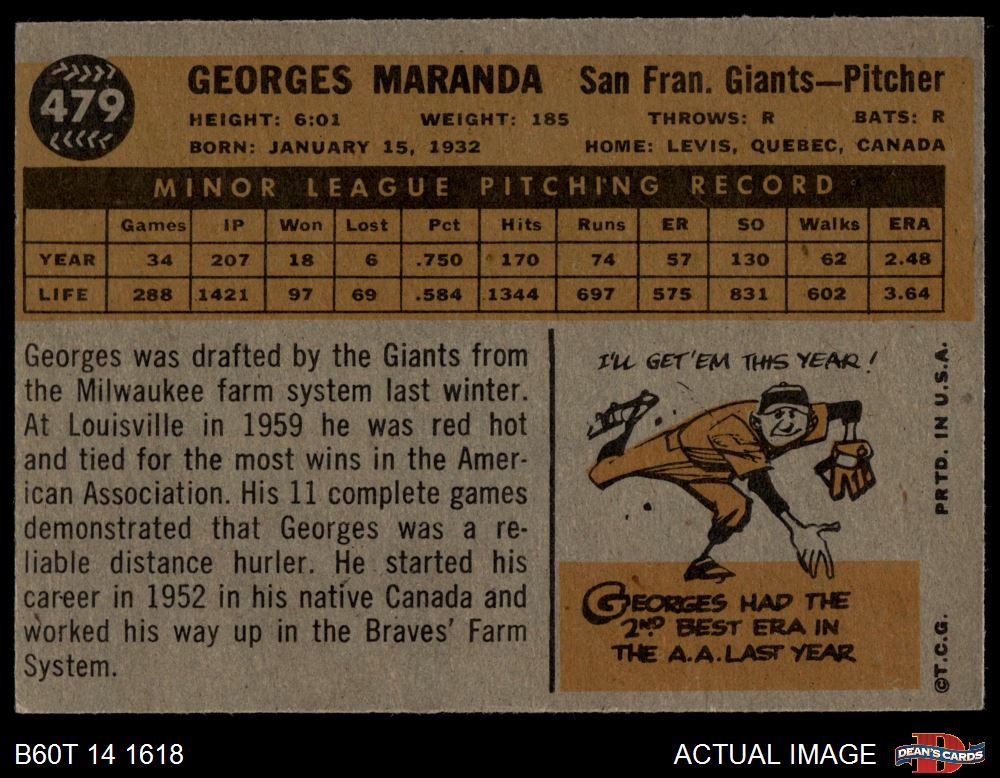 479
GEORGES MARANDA San Fran. Giants—Pitcher
HEIGHT: 6:01 WEIGHT: 185 THROWS: R BATS: R
BORN: JANUARY 15, 1932 HOME: LEVIS, QUEBEC, CANADA
MINOR LEAGUE PITCHING RECORD
Games IP Won Lost Pct Hits Runs ER SO Walks ERA
YEAR 34 207 18 6 .750 170 74 57 130 62 2.48
LIFE 288 1421 97 69 .584 1344 697 575 831 602 3.64
Georges was drafted by the Giants from
the Milwaukee farm system last winter.
At Louisville in 1959 he was red hot
and tied for the most wins in the Amer-
ican Association. His 11 complete games
demonstrated that Georges was a re-
liable distance hurler. He started his
career in 1952 in his native Canada and
worked his way up in the Braves' Farm
System.
I'LL GET 'EM THIS YEAR!
GEORGES HAD THE
2ND BEST ERA IN
THE A.A. LAST YEAR
©T.C.G. PRTD. IN U.S.A.
B60T 14 1618 ACTUAL IMAGE
D
DEAN'S CARDS